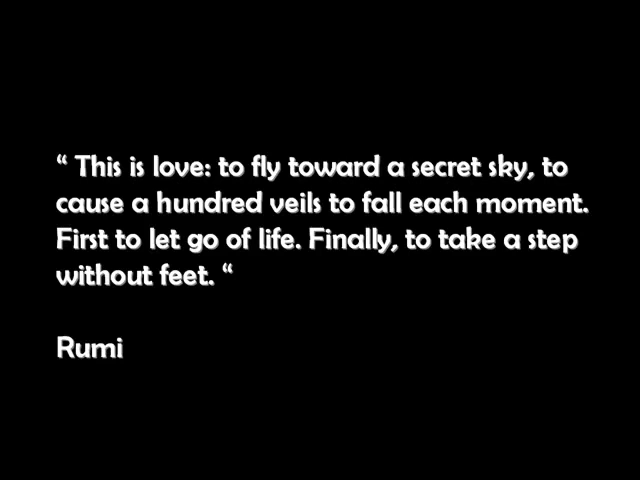 “ This is love: to fly toward a secret sky, to
cause a hundred veils to fall each moment.
First to let go of life. Finally, to take a step
without feet. “
Rumi